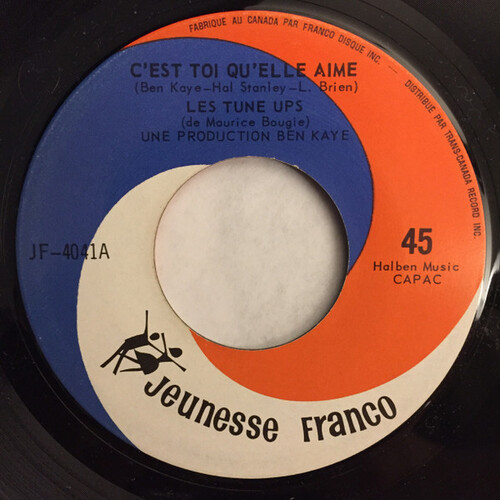 FABRIQUE AU CANADA PAR FRANCO DISQUE INC. — DISTRIBUÉ PAR TRANS-CANADA RECORD INC.
C'EST TOI QU'ELLE AIME
(Ben Kaye—Hal Stanley—L. Brien)
LES TUNE UPS
(de Maurice Bougie)
UNE PRODUCTION BEN KAYE
JF-4041A
45
Halben Music
CAPAC
Jeunesse Franco